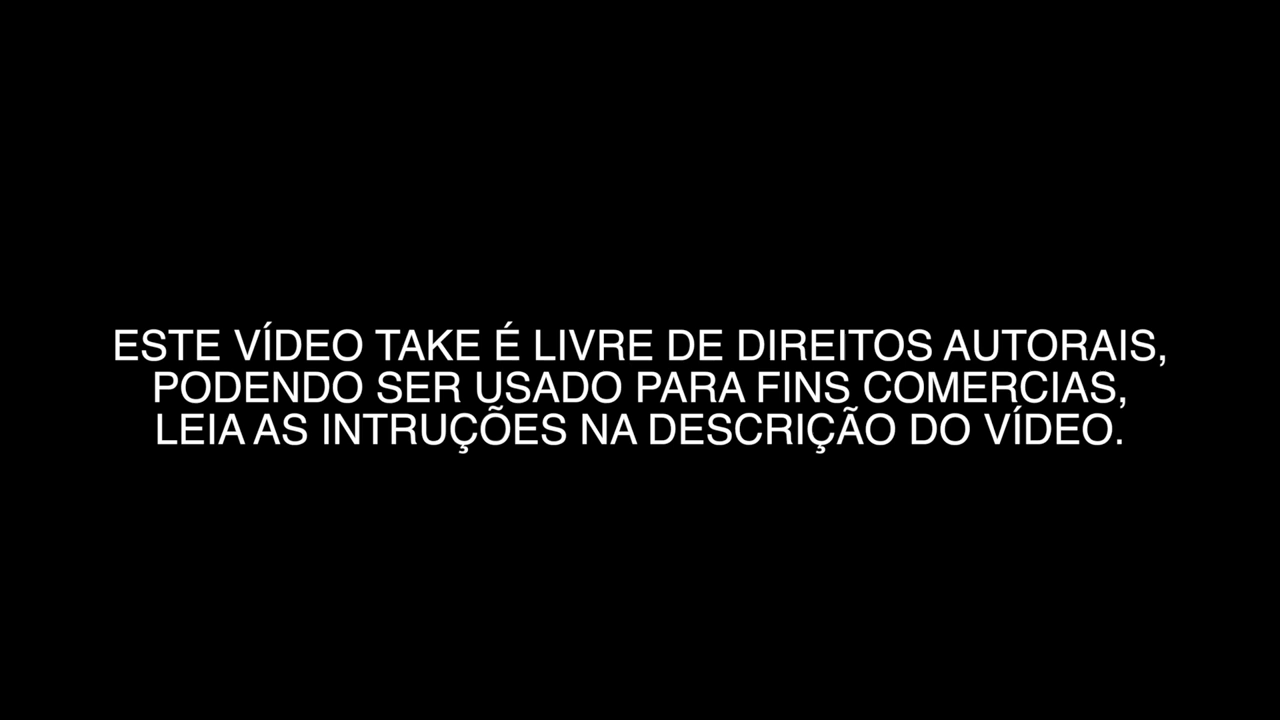 ESTE VÍDEO TAKE É LIVRE DE DIREITOS AUTORAIS,
PODENDO SER USADO PARA FINS COMERCIAS,
LEIA AS INTRUÇÕES NA DESCRIÇÃO DO VÍDEO.